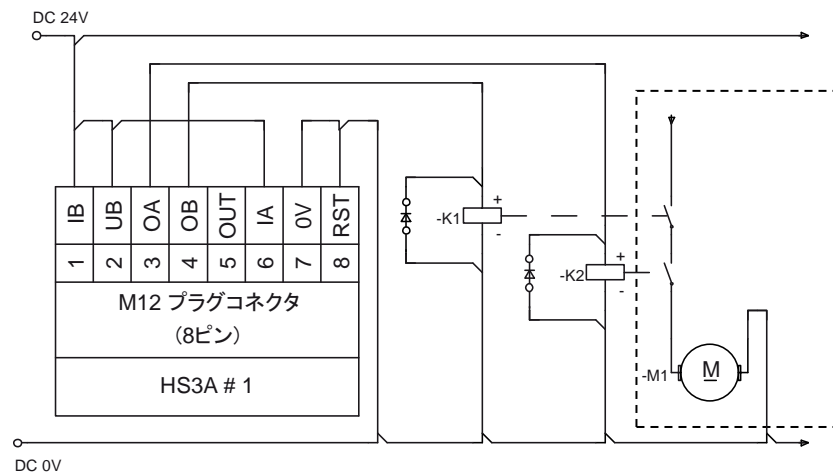 DC 24V
IB UB OA OB OUT IA 0V RST
1 2 3 4 5 6 7 8
M12 プラグコネクタ
(8ピン)
HS3A # 1
+
-K1
-
+
-K2
-
-M1
M
DC 0V